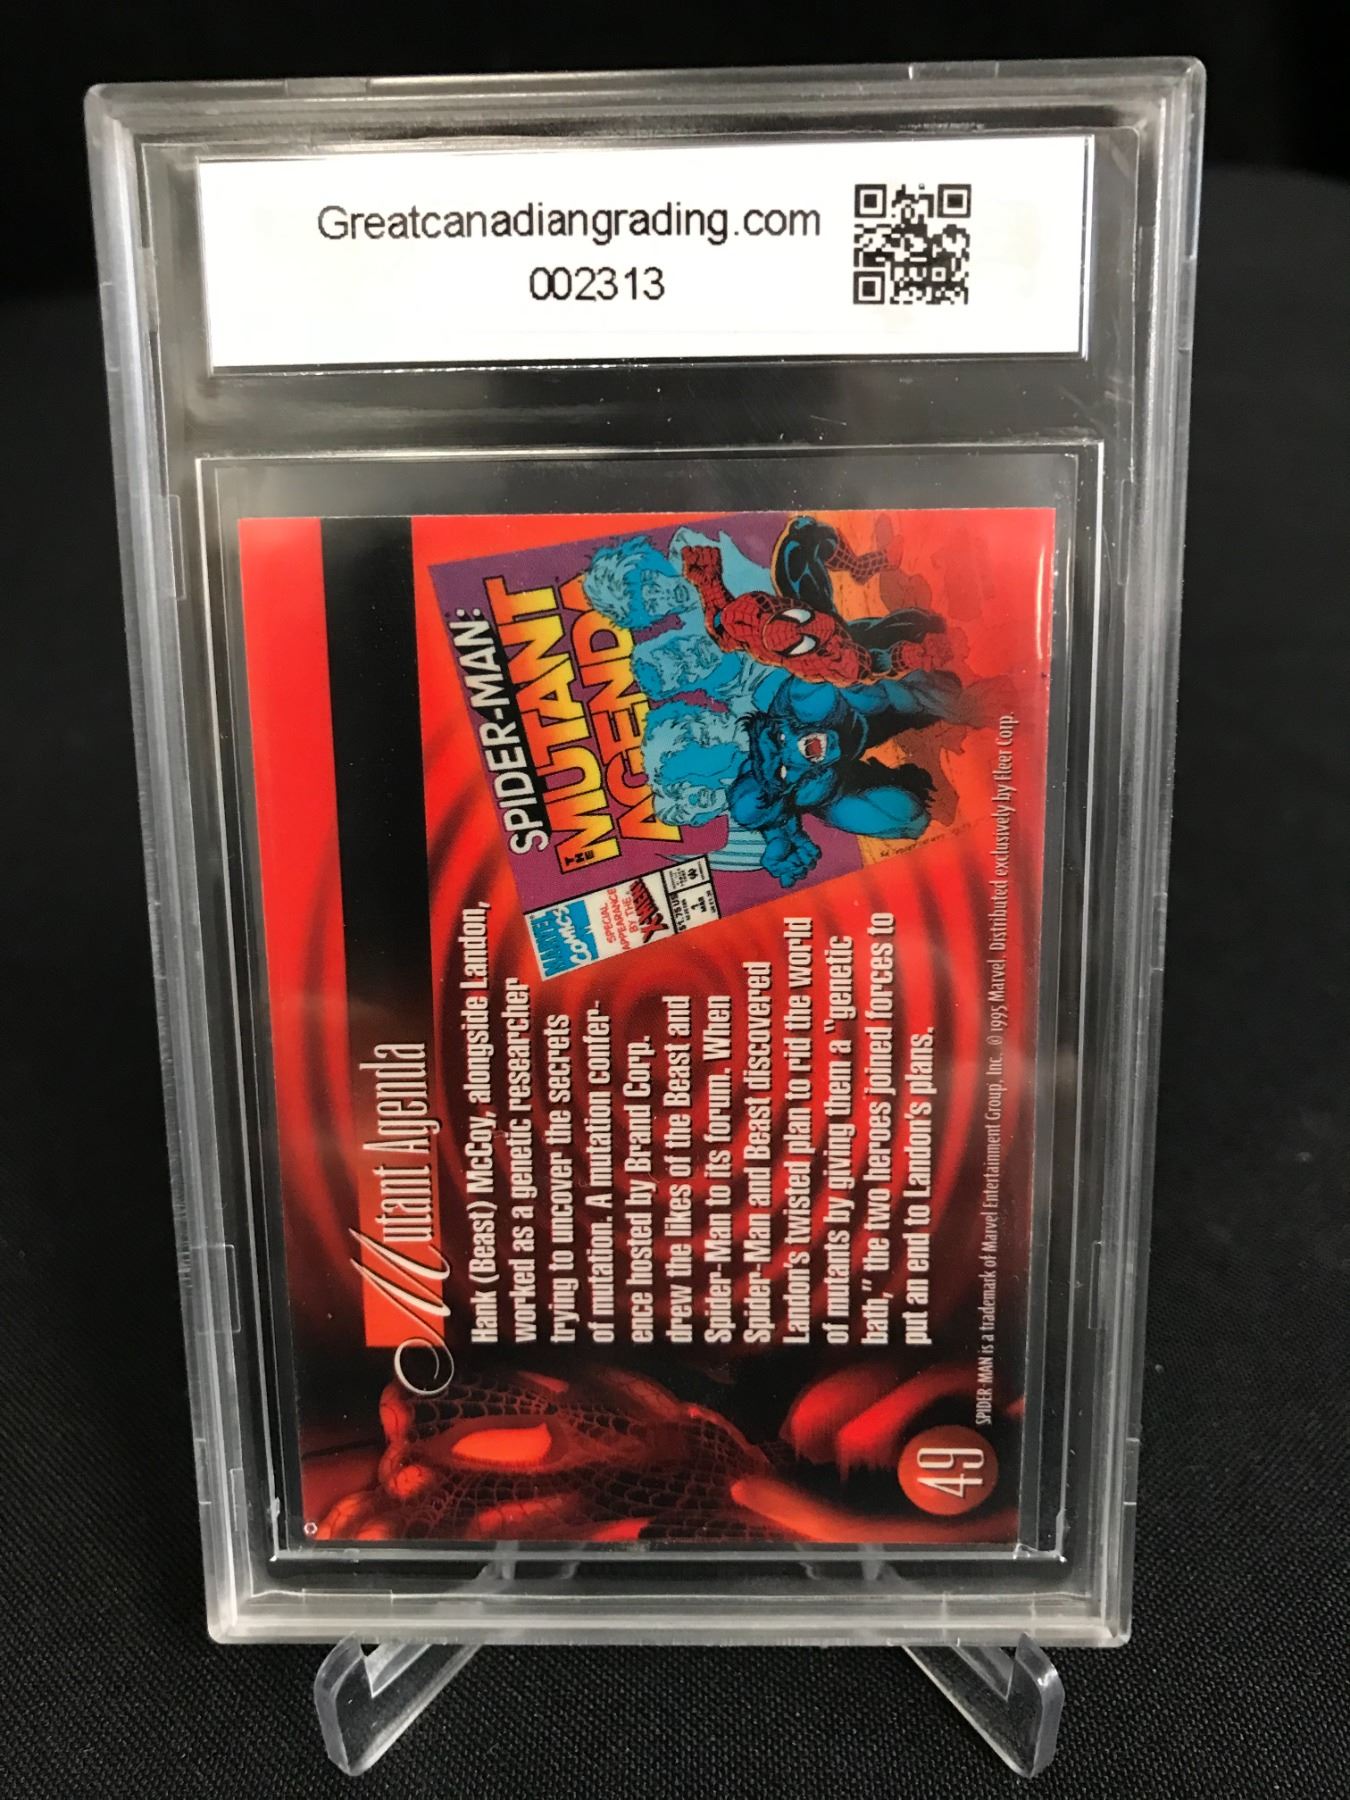 Greatcanadiangrading.com
002313
Mutant Agenda
Hank (Beast) McCoy, alongside Landon,
worked as a genetic researcher
trying to uncover the secrets
of mutation. A mutation confer-
ence hosted by Brand Corp.
drew the likes of the Beast and
Spider-Man to its forum. When
Spider-Man and Beast discovered
Landon's twisted plan to rid the world
of mutants by giving them a "genetic
bath," the two heroes joined forces to
put an end to Landon's plans.
MARVEL
COMICS
SPECIAL
APPEARANCE
BY THE
X-MEN
$1.75 US
1
MAR
SPIDER-MAN:
THE
MUTANT
AGENDA
SPIDER-MAN is a trademark of Marvel Entertainment Group, Inc. © 1995 Marvel. Distributed exclusively by Fleer Corp.
49